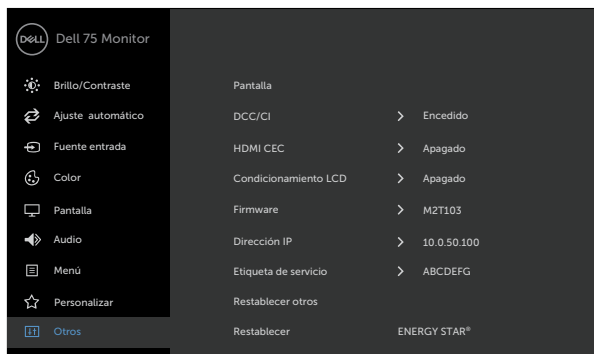 DELL Dell 75 Monitor
Brillo/Contraste Pantalla
Ajuste automático DCC/CI Encedido
Fuente entrada HDMI CEC Apagado
Color Condicionamiento LCD Apagado
Pantalla Firmware M2T103
Audio Dirección IP 10.0.50.100
Menú Etiqueta de servicio ABCDEFG
Personalizar Restablecer otros
Otros Restablecer ENERGY STAR®